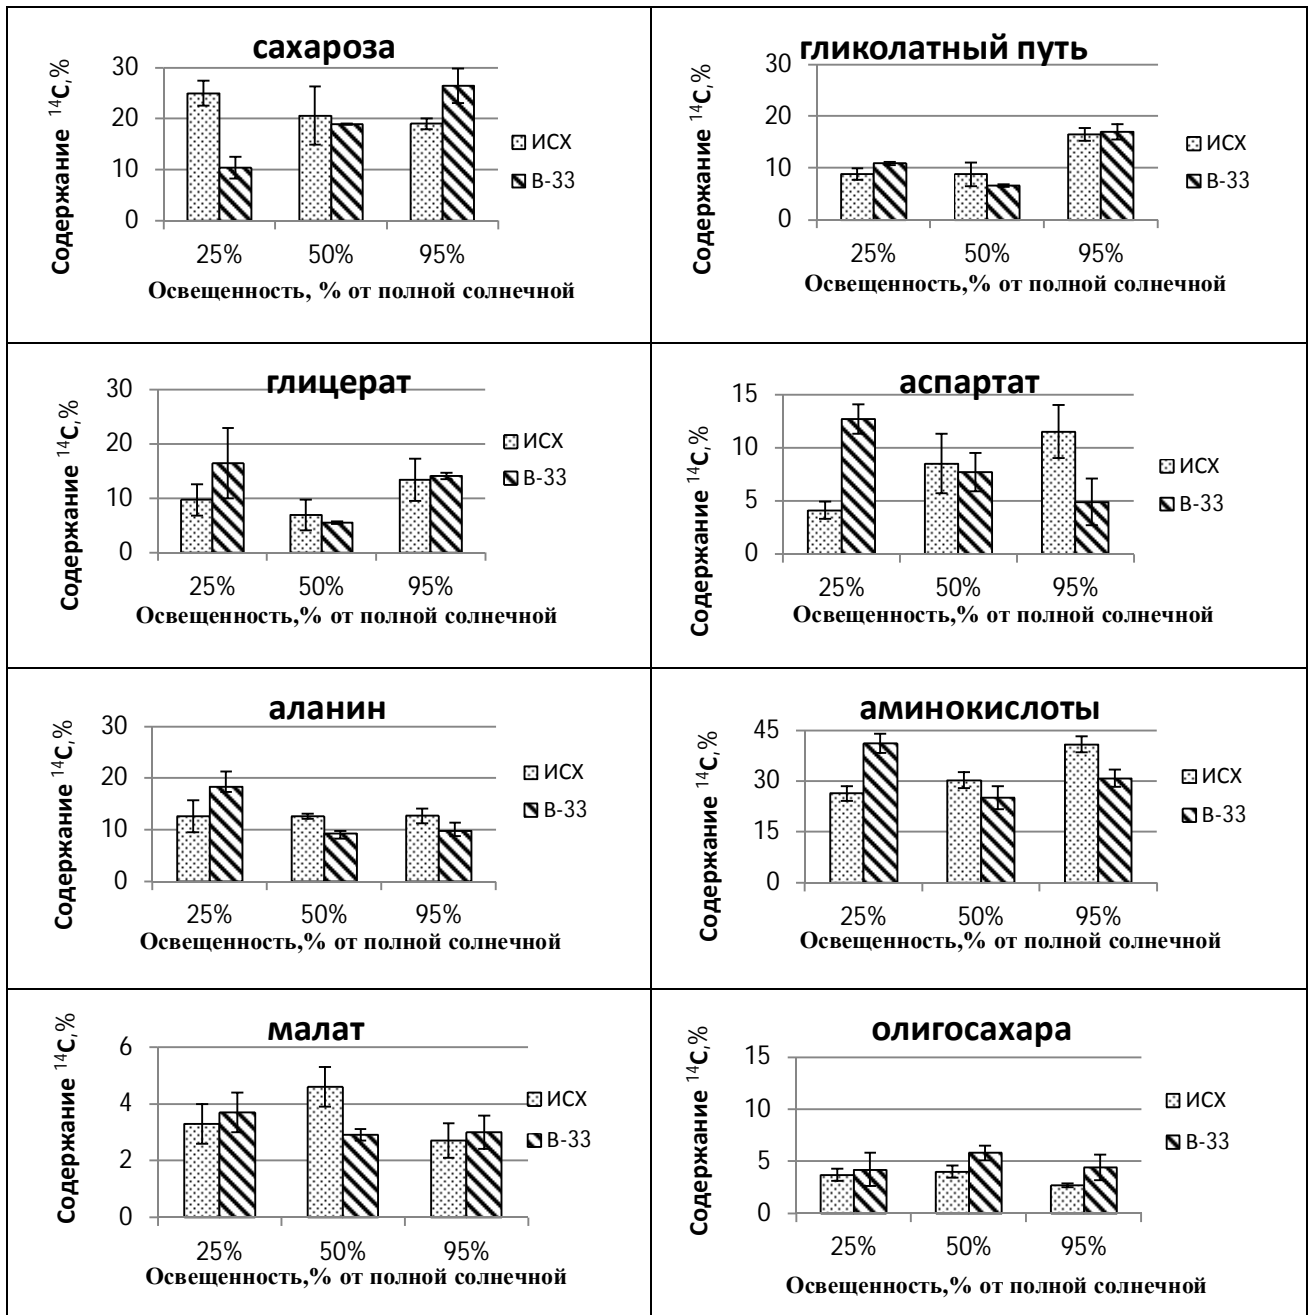 сахароза
Содержание ¹⁴С,%
30
20
10
0
25% 50% 95%
Освещенность, % от полной солнечной
ИСХ
В-33
гликолатный путь
Содержание ¹⁴С,%
30
20
10
0
25% 50% 95%
Освещенность,% от полной солнечной
ИСХ
В-33
глицерат
Содержание ¹⁴С,%
30
20
10
0
25% 50% 95%
Освещенность,% от полной солнечной
ИСХ
В-33
аспартат
Содержание ¹⁴С,%
15
10
5
0
25% 50% 95%
Освещенность,% от полной солнечной
ИСХ
В-33
аланин
Содержание ¹⁴С,%
30
20
10
0
25% 50% 95%
Освещенность,% от полной солнечной
ИСХ
В-33
аминокислоты
Содержание ¹⁴С,%
45
30
15
0
25% 50% 95%
Освещенность,% от полной солнечной
ИСХ
В-33
малат
Содержание ¹⁴С,%
6
4
2
0
25% 50% 95%
Освещенность,% от полной солнечной
ИСХ
В-33
олигосахара
Содержание ¹⁴С,%
15
10
5
0
25% 50% 95%
Освещенность,% от полной солнечной
ИСХ
В-33